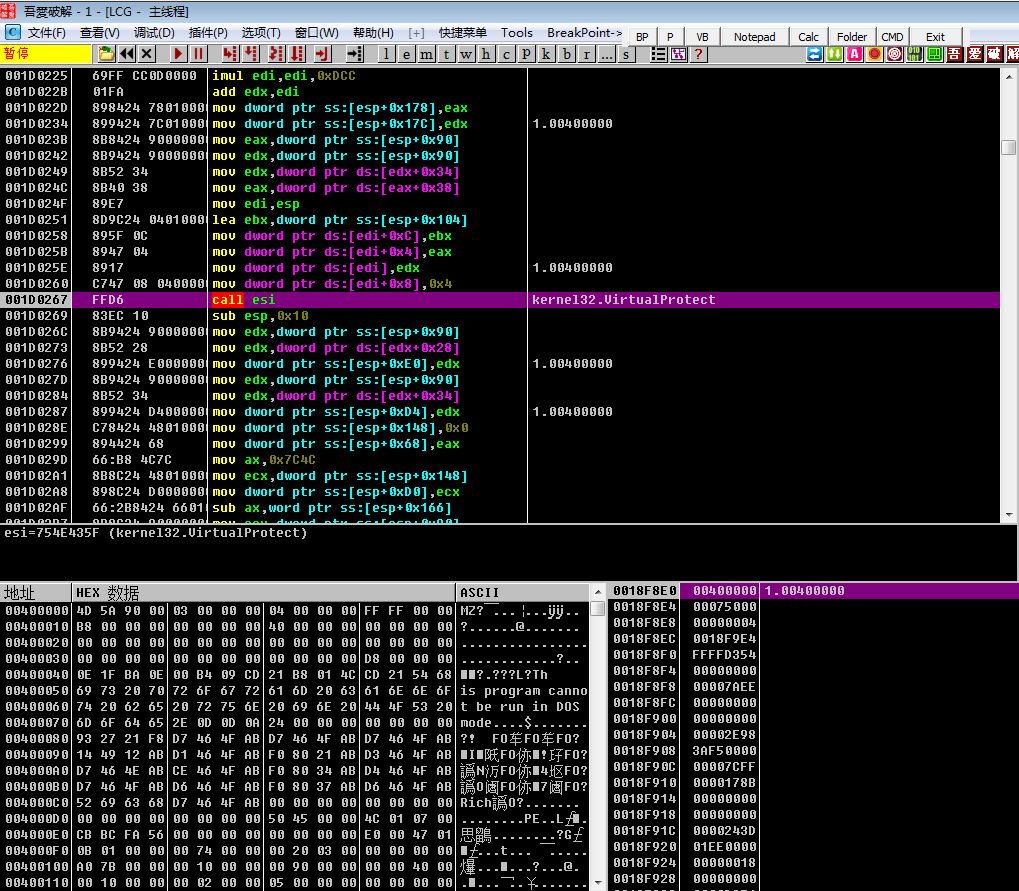 吾愛破解 - 1 - [LCG - 主线程]
文件(F) 查看(V) 调试(D) 插件(P) 选项(T) 窗口(W) 帮助(H) [+] 快捷菜单 Tools BreakPoint-> BP P VB Notepad Calc Folder CMD Exit
暂停 l e m t w h c P k b r ... s ? A 吾 愛 破 解
001D0225 69FF CC0D0000 imul edi,edi,0xDCC
001D022B 01FA add edx,edi
001D022D 898424 78010000 mov dword ptr ss:[esp+0x178],eax
001D0234 899424 7C010000 mov dword ptr ss:[esp+0x17C],edx 1.00400000
001D023B 8B8424 90000000 mov eax,dword ptr ss:[esp+0x90]
001D0242 8B9424 90000000 mov edx,dword ptr ss:[esp+0x90]
001D0249 8B52 34 mov edx,dword ptr ds:[edx+0x34]
001D024C 8B40 38 mov eax,dword ptr ds:[eax+0x38]
001D024F 89E7 mov edi,esp
001D0251 8D9C24 04010000 lea ebx,dword ptr ss:[esp+0x104]
001D0258 895F 0C mov dword ptr ds:[edi+0xC],ebx
001D025B 8947 04 mov dword ptr ds:[edi+0x4],eax
001D025E 8917 mov dword ptr ds:[edi],edx 1.00400000
001D0260 C747 08 0400000 mov dword ptr ds:[edi+0x8],0x4
001D0267 FFD6 call esi kernel32.VirtualProtect
001D0269 83EC 10 sub esp,0x10
001D026C 8B9424 90000000 mov edx,dword ptr ss:[esp+0x90]
001D0273 8B52 28 mov edx,dword ptr ds:[edx+0x28]
001D0276 899424 E0000000 mov dword ptr ss:[esp+0xE0],edx 1.00400000
001D027D 8B9424 90000000 mov edx,dword ptr ss:[esp+0x90]
001D0284 8B52 34 mov edx,dword ptr ds:[edx+0x34]
001D0287 899424 D4000000 mov dword ptr ss:[esp+0xD4],edx 1.00400000
001D028E C78424 48010000 mov dword ptr ss:[esp+0x148],0x0
001D0299 894424 68 mov dword ptr ss:[esp+0x68],eax
001D029D 66:B8 4C7C mov ax,0x7C4C
001D02A1 8B8C24 48010000 mov ecx,dword ptr ss:[esp+0x148]
001D02A8 898C24 D0000000 mov dword ptr ss:[esp+0xD0],ecx
001D02AF 66:2B8424 6601 sub ax,word ptr ss:[esp+0x166]
esi=754E435F (kernel32.VirtualProtect)
地址 HEX 数据 ASCII
00400000 4D 5A 90 00 03 00 00 00 04 00 00 00 FF FF 00 00 MZ?....¦...ÿÿ..
00400010 B8 00 00 00 00 00 00 00 40 00 00 00 00 00 00 00 ?.......@.......
00400020 00 00 00 00 00 00 00 00 00 00 00 00 00 00 00 00 ................
00400030 00 00 00 00 00 00 00 00 00 00 00 00 D8 00 00 00 ............?..
00400040 0E 1F BA 0E 00 B4 09 CD 21 B8 01 4C CD 21 54 68 ?.???L?Th
00400050 69 73 20 70 72 6F 67 72 61 6D 20 63 61 6E 6E 6F is program canno
00400060 74 20 62 65 20 72 75 6E 20 69 6E 20 44 4F 53 20 t be run in DOS
00400070 6D 6F 64 65 2E 0D 0D 0A 24 00 00 00 00 00 00 00 mode....$.......
00400080 93 27 21 F8 D7 46 4F AB D7 46 4F AB D7 46 4F AB ?! FO车FO车FO?
00400090 14 49 12 AB D1 46 4F AB F0 80 21 AB D3 46 4F AB
004000A0 D7 46 4E AB CE 46 4F AB F0 80 34 AB D4 46 4F AB
004000B0 D7 46 4F AB D6 46 4F AB F0 80 37 AB D6 46 4F AB
004000C0 52 69 63 68 D7 46 4F AB 00 00 00 00 00 00 00 00
004000D0 00 00 00 00 00 00 00 00 50 45 00 00 4C 01 07 00 ........PE..L
004000E0 CB BC FA 56 00 00 00 00 00 00 00 00 E0 00 47 01
004000F0 0B 01 00 00 00 74 00 00 00 20 03 00 00 00 00 00
00400100 A0 7B 00 00 00 10 00 00 00 90 00 00 00 00 40 00
00400110 00 10 00 00 00 02 00 00 05 00 00 00 00 00 00 00
0018F8E0 00400000 1.00400000
0018F8E4 00075000
0018F8E8 00000004
0018F8EC 0018F9E4
0018F8F0 FFFFD354
0018F8F4 00000000
0018F8F8 00007AEE
0018F8FC 00000000
0018F900 00000000
0018F904 00002E98
0018F908 3AF50000
0018F90C 00007CFF
0018F910 0000178B
0018F914 00000000
0018F918 00000000
0018F91C 0000243D
0018F920 01EE0000
0018F924 00000018
0018F928 00000000